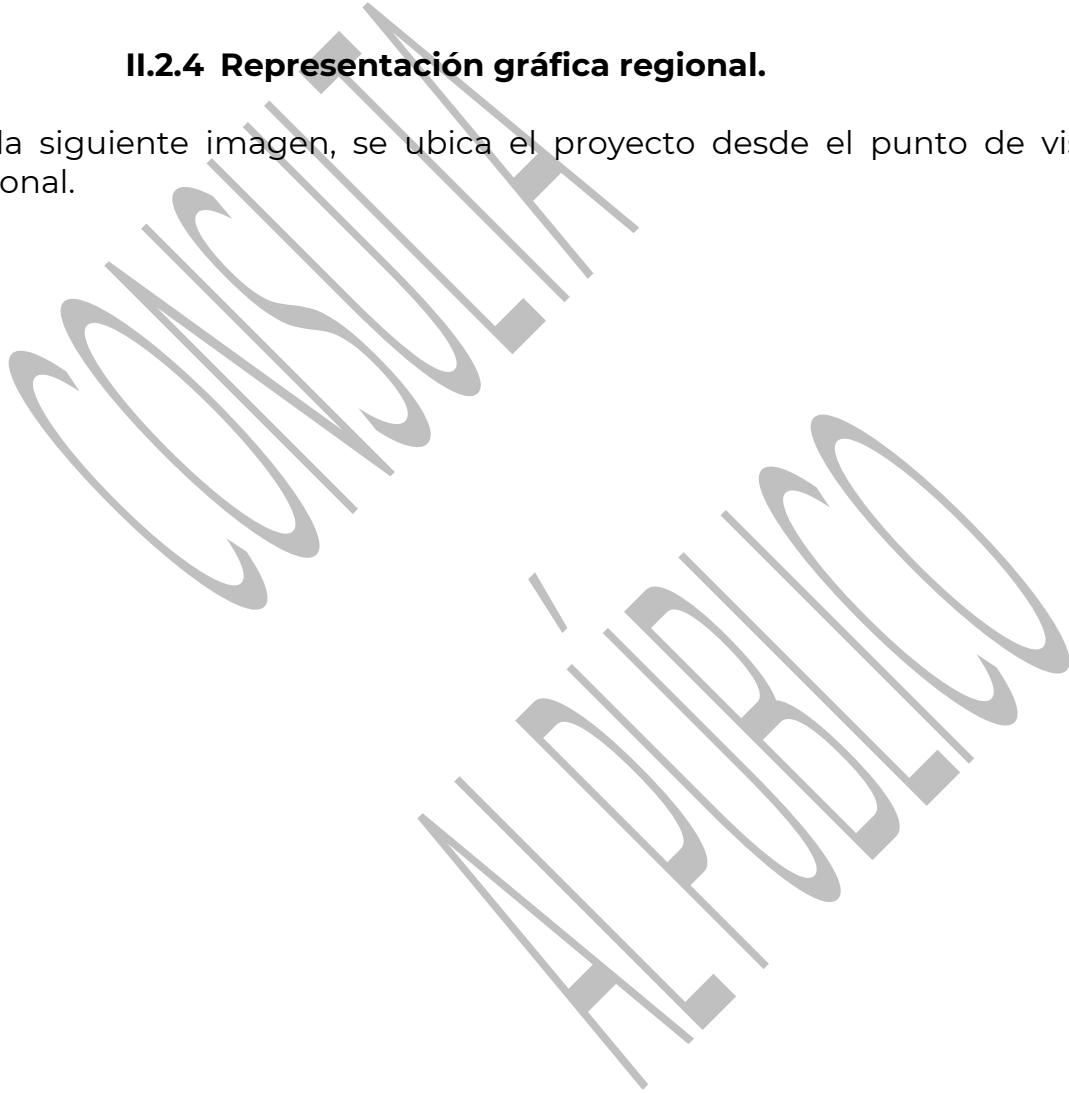 II.2.4 Representación gráfica regional.
la siguiente imagen, se ubica el proyecto desde el punto de vis
onal.
CONSULTA
AL PÚBLICO